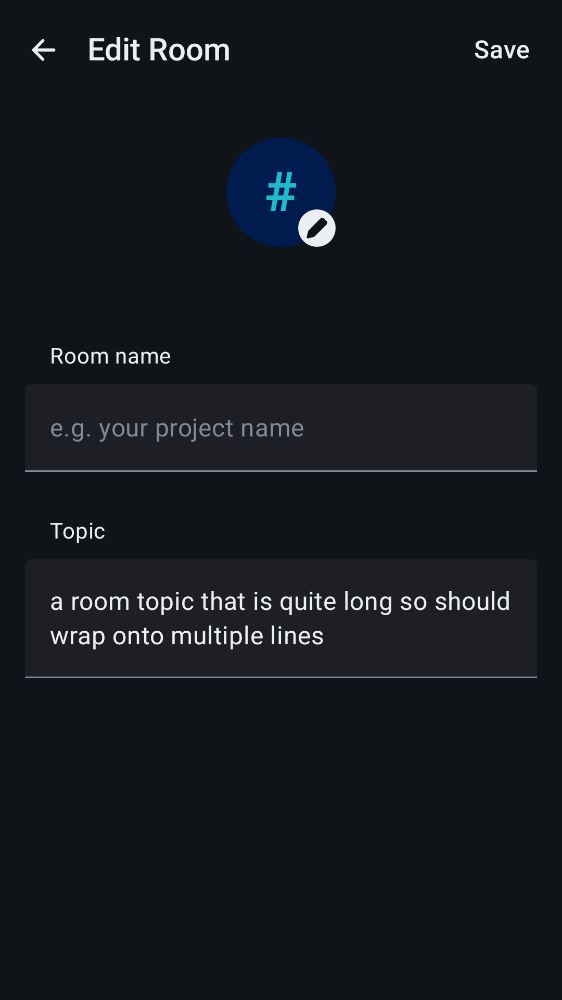 Edit Room
Save
#
Room name
e.g. your project name
Topic
a room topic that is quite long so should
wrap onto multiple lines